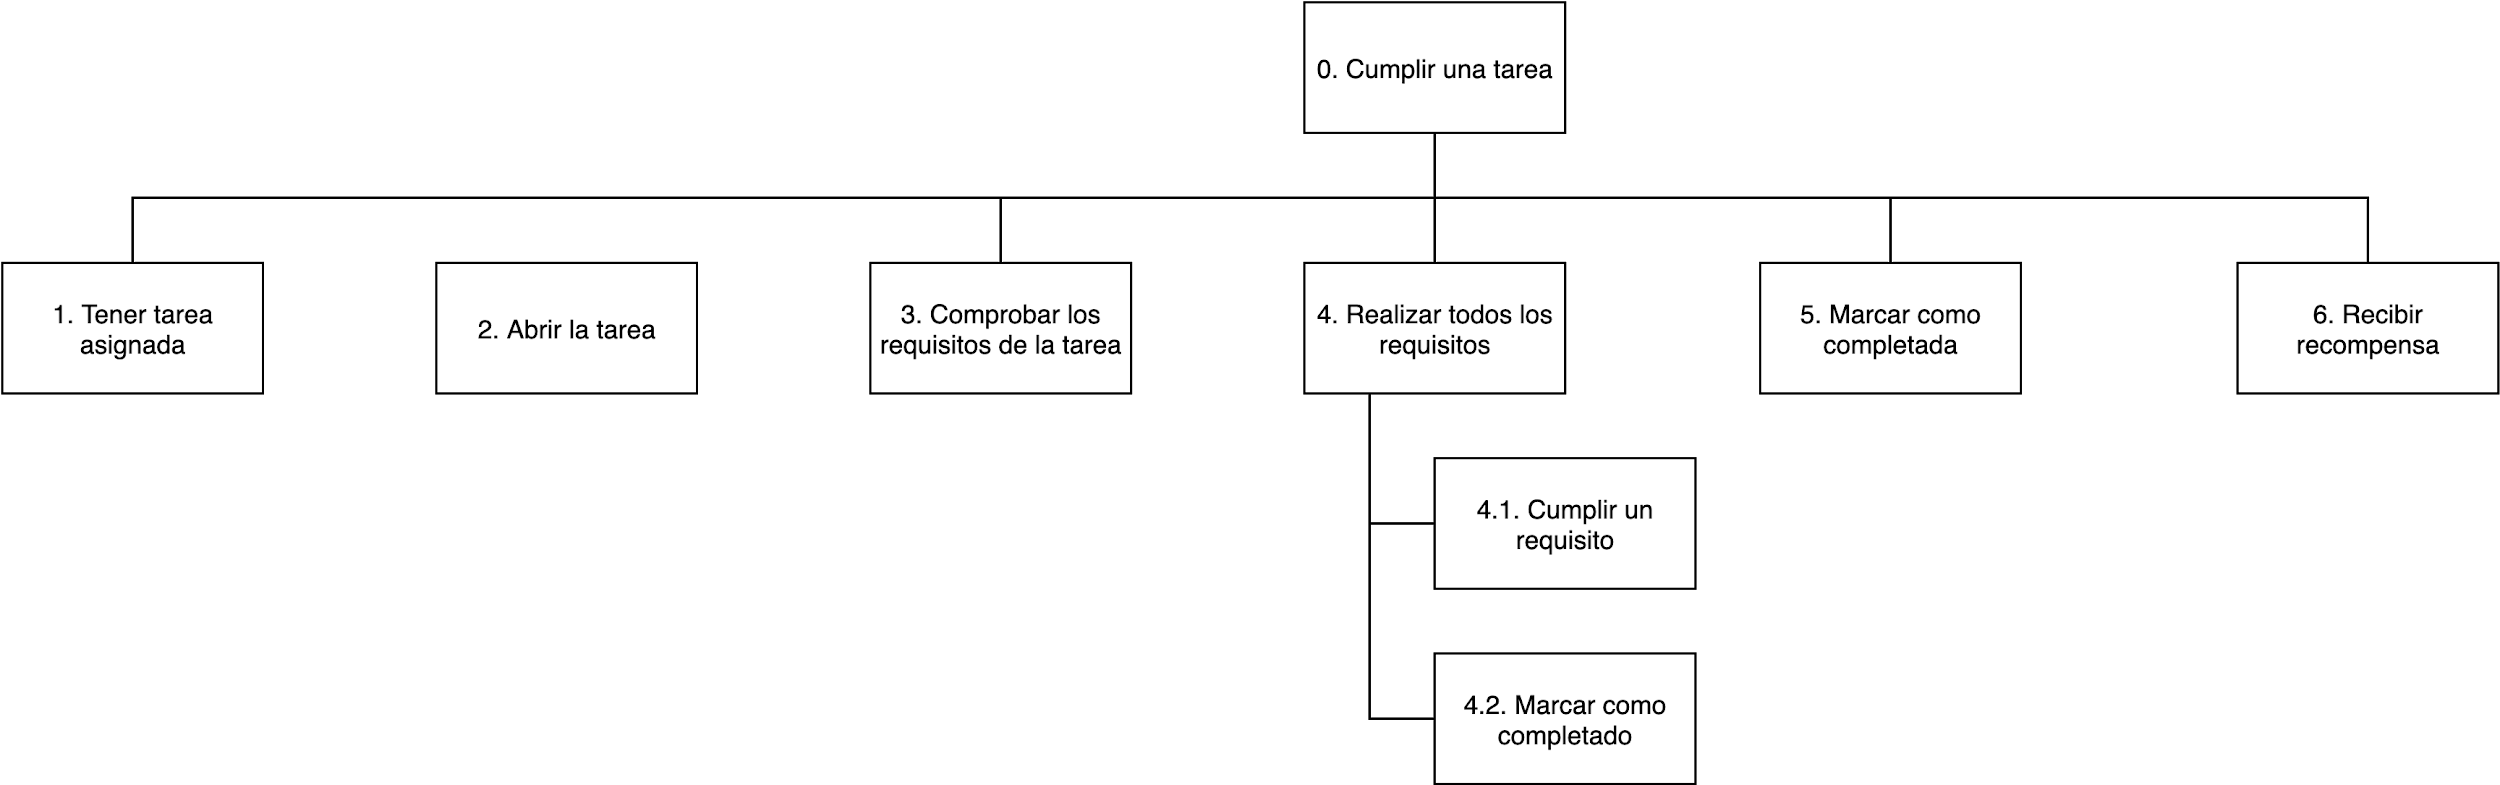 0. Cumplir una tarea
1. Tener tarea
asignada
2. Abrir la tarea
3. Comprobar los
requisitos de la tarea
4. Realizar todos los
requisitos
5. Marcar como
completada
6. Recibir
recompensa
4.1. Cumplir un
requisito
4.2. Marcar como
completado